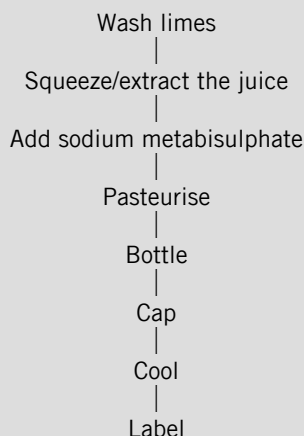 Wash limes
Squeeze/extract the juice
Add sodium metabisulphate
Pasteurise
Bottle
Cap
Cool
Label